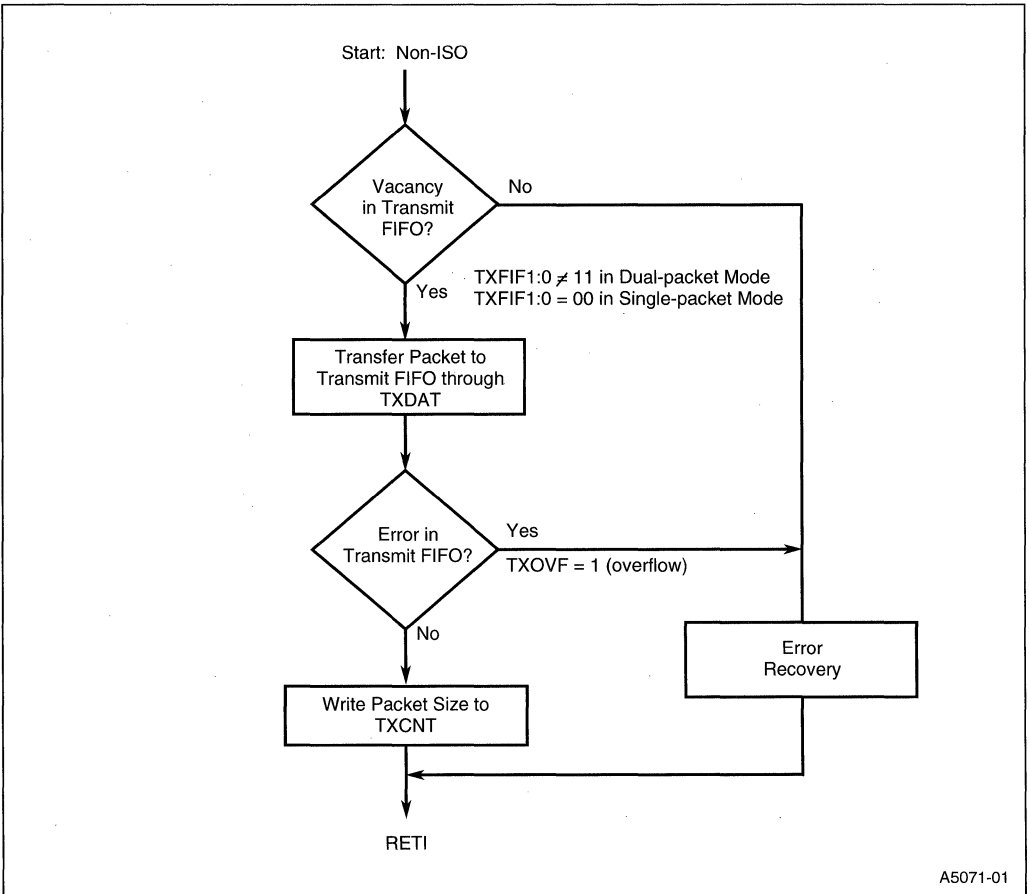 Start: Non-ISO
Vacancy
in Transmit
FIFO?
No
Yes
TXFIF1:0 ≠ 11 in Dual-packet Mode
TXFIF1:0 = 00 in Single-packet Mode
Transfer Packet to
Transmit FIFO through
TXDAT
Error in
Transmit FIFO?
Yes
TXOVF = 1 (overflow)
No
Error
Recovery
Write Packet Size to
TXCNT
RETI
A5071-01